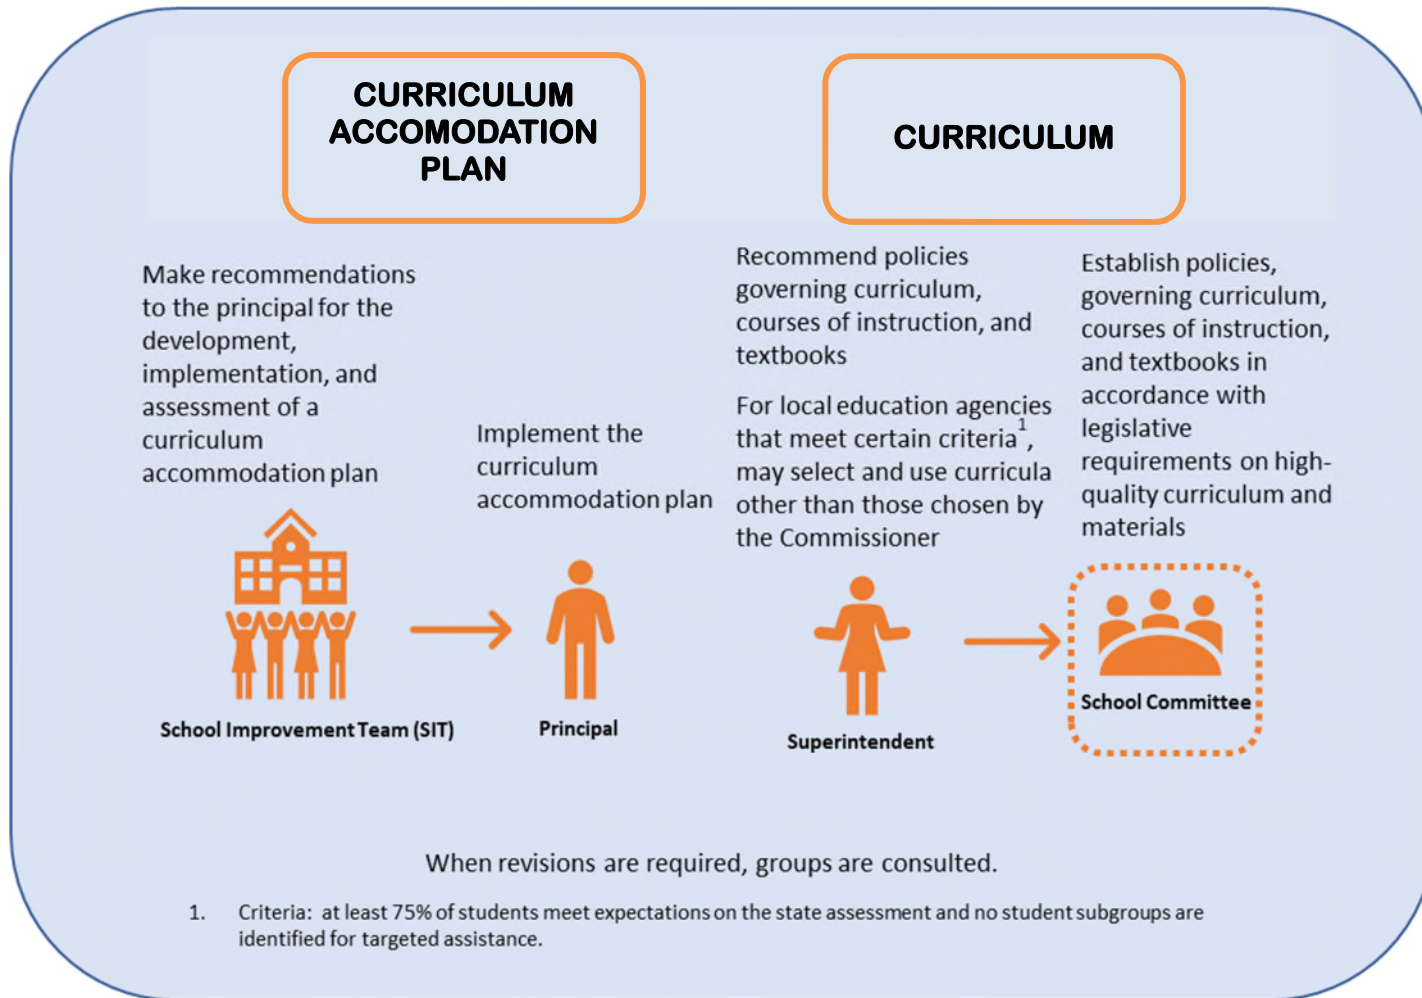 CURRICULUM
ACCOMODATION
PLAN
CURRICULUM
Make recommendations
to the principal for the
development,
implementation, and
assessment of a
curriculum
accommodation plan
Implement the
curriculum
accommodation plan
Recommend policies
governing curriculum,
courses of instruction, and
textbooks
For local education agencies
that meet certain criteria1,
may select and use curricula
other than those chosen by
the Commissioner
Establish policies,
governing curriculum,
courses of instruction,
and textbooks in
accordance with
legislative
requirements on high-
quality curriculum and
materials
School Improvement Team (SIT)
Principal
Superintendent
School Committee
When revisions are required, groups are consulted.
1. Criteria: at least 75% of students meet expectations on the state assessment and no student subgroups are
identified for targeted assistance.